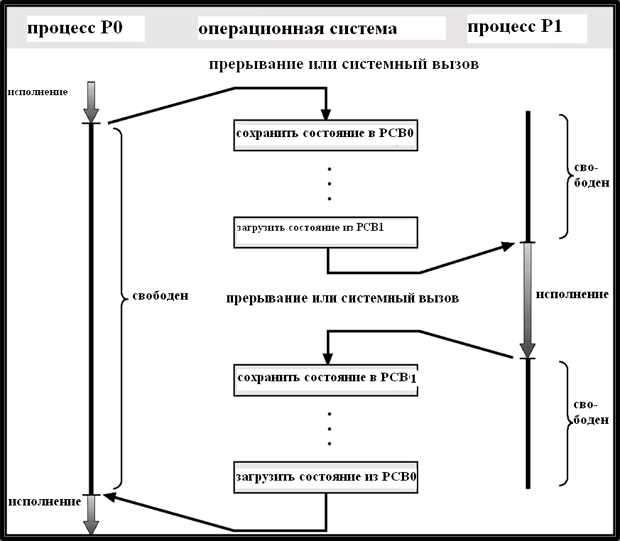 процесс P0
операционная система
процесс P1
прерывание или системный вызов
исполнение
сохранить состояние в PCB0
сво-
боден
загрузить состояние из PCB1
свободен
прерывание или системный вызов
исполнение
сохранить состояние в PCB1
сво-
боден
загрузить состояние из PCB0
исполнение